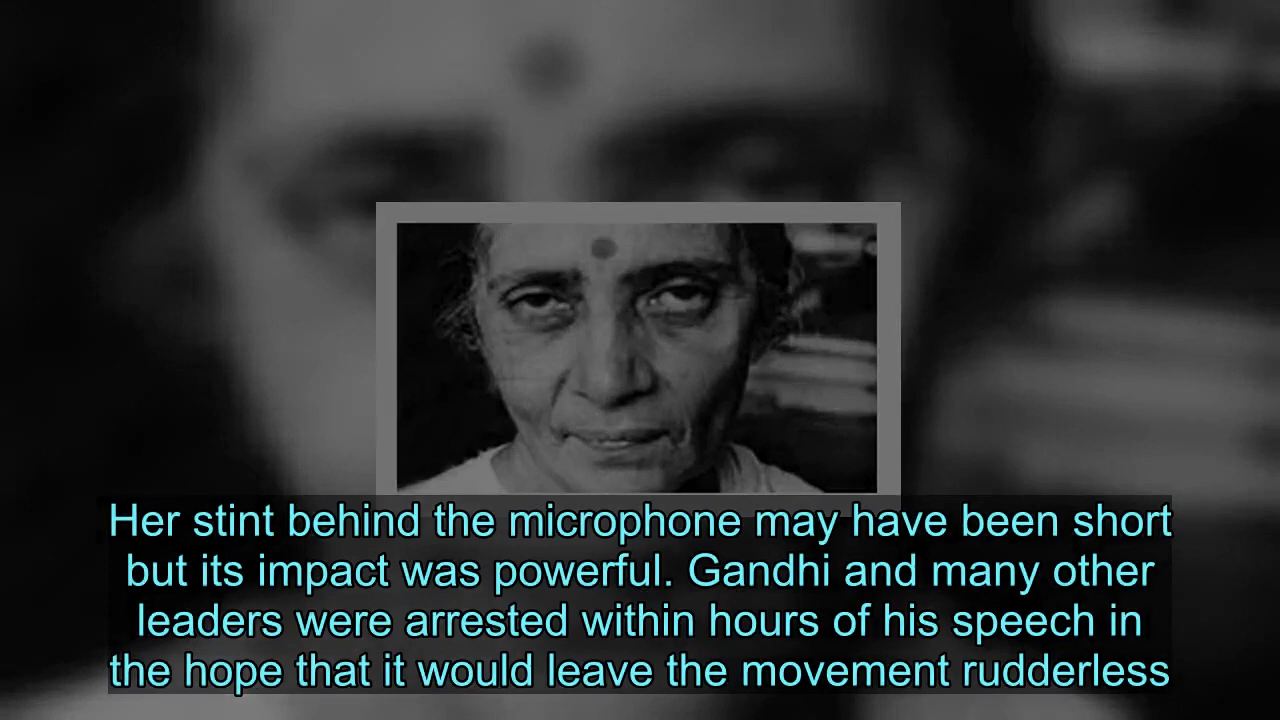 Her stint behind the microphone may have been short
but its impact was powerful. Gandhi and many other
leaders were arrested within hours of his speech in
the hope that it would leave the movement rudderless